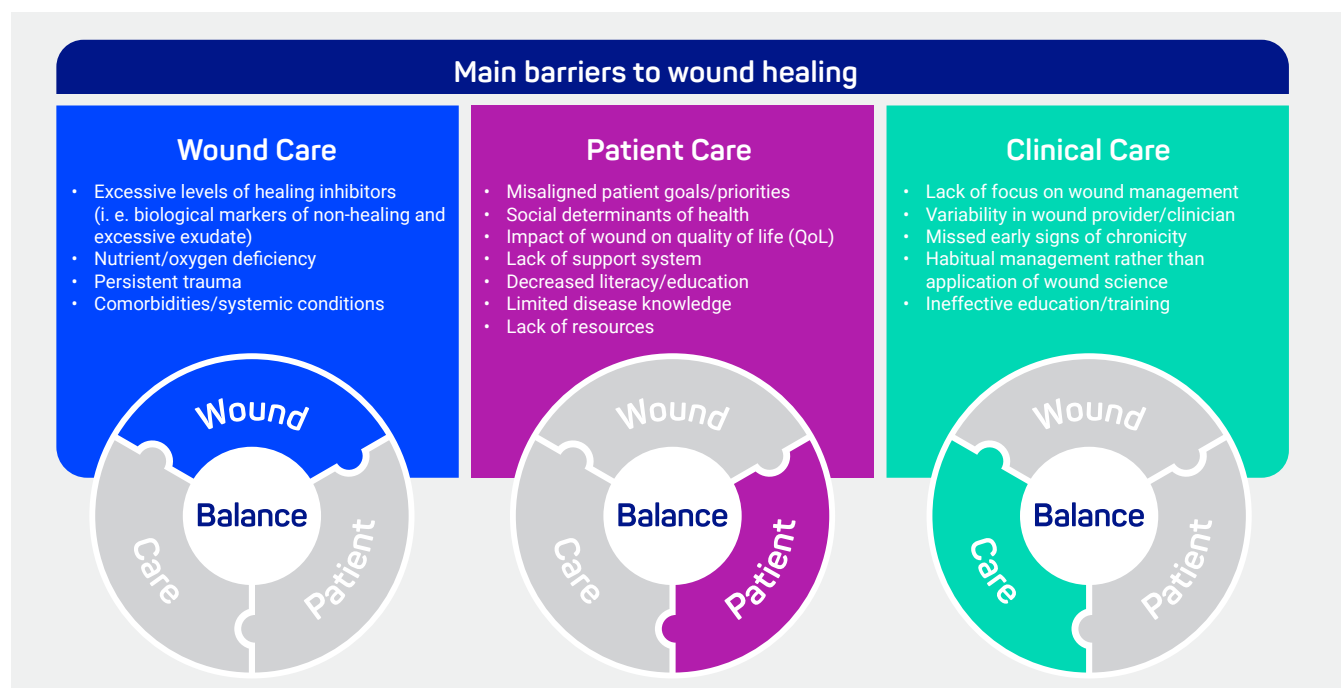 Main barriers to wound healing
Wound Care
• Excessive levels of healing inhibitors
(i. e. biological markers of non-healing and
excessive exudate)
• Nutrient/oxygen deficiency
• Persistent trauma
• Comorbidities/systemic conditions
Wound
Balance
Care
Patient
Patient Care
• Misaligned patient goals/priorities
• Social determinants of health
• Impact of wound on quality of life (QoL)
• Lack of support system
• Decreased literacy/education
• Limited disease knowledge
• Lack of resources
Wound
Balance
Care
Patient
Clinical Care
• Lack of focus on wound management
• Variability in wound provider/clinician
• Missed early signs of chronicity
• Habitual management rather than
application of wound science
• Ineffective education/training
Wound
Balance
Care
Patient